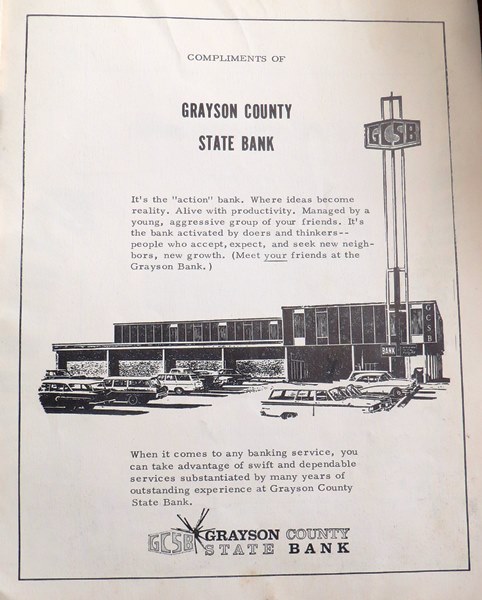 COMPLIMENTS OF
GRAYSON COUNTY
STATE BANK
GCSB
It's the "action" bank. Where ideas become
reality. Alive with productivity. Managed by a
young, aggressive group of your friends. It's
the bank activated by doers and thinkers--
people who accept, expect, and seek new neigh-
bors, new growth. (Meet your friends at the
Grayson Bank.)
GCSB
BANK
When it comes to any banking service, you
can take advantage of swift and dependable
services substantiated by many years of
outstanding experience at Grayson County
State Bank.
GCSB GRAYSON COUNTY
STATE BANK